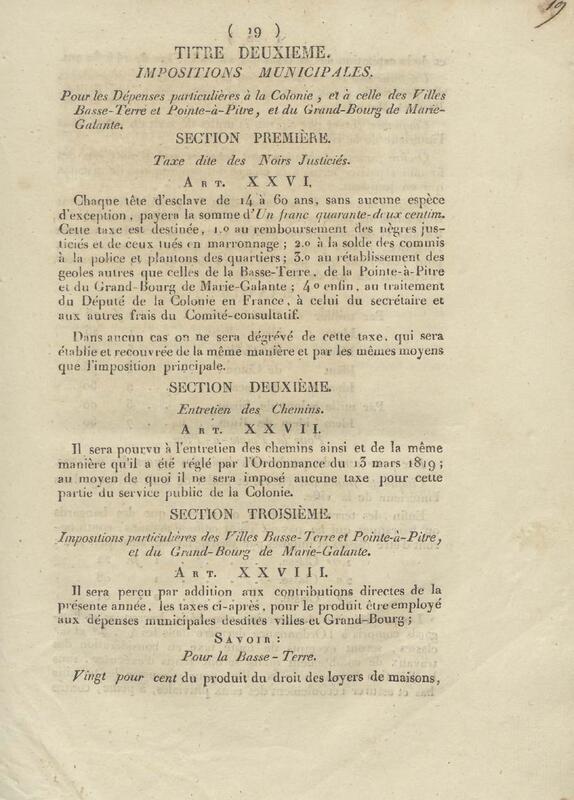 19
( 19 )
TITRE DEUXIEME.
IMPOSITIONS MUNICIPALES.
Pour les Dépenses particulières à la Colonie, et à celle des Villes
Basse-Terre et Pointe-à-Pitre, et du Grand-Bourg de Marie-
Galante.
SECTION PREMIÈRE.
Taxe dite des Noirs Justiciés.
ART. XXVI.
Chaque tête d'esclave de 14 à 60 ans, sans aucune espèce
d'exception, payera la somme d'Un franc quarante-deux centim.
Cette taxe est destinée, 1.o au remboursement des nègres jus-
ticiés et de ceux tués en marronnage ; 2.o à la solde des commis
à la police et plantons des quartiers ; 3.o au rétablissement des
geoles autres que celles de la Basse-Terre, de la Pointe-à-Pitre
et du Grand-Bourg de Marie-Galante ; 4o enfin, au traitement
du Député de la Colonie en France, à celui du secrétaire et
aux autres frais du Comité-consultatif.
Dans aucun cas on ne sera dégrévé de cette taxe, qui sera
établie et recouvrée de la même manière et par les mêmes moyens
que l'imposition principale.
SECTION DEUXIÈME.
Entretien des Chemins.
ART. XXVII.
Il sera pourvu à l'entretien des chemins ainsi et de la même
manière qu'il a été réglé par l'Ordonnance du 13 mars 1819 ;
au moyen de quoi il ne sera imposé aucune taxe pour cette
partie du service public de la Colonie.
SECTION TROISIÈME.
Impositions particulières des Villes Basse-Terre et Pointe-à-Pitre,
et du Grand-Bourg de Marie-Galante.
ART. XXVIII.
Il sera perçu par addition aux contributions directes de la
présente année, les taxes ci-après, pour le produit être employé
aux dépenses municipales desdites villes et Grand-Bourg ;
SAVOIR :
Pour la Basse-Terre.
Vingt pour cent du produit du droit des loyers de maisons,